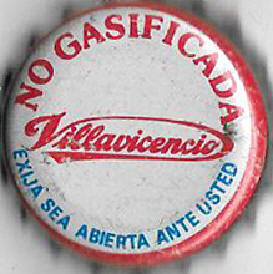 NO GASIFICADA
Villavicencio
EXIJA SEA ABIERTA ANTE USTED